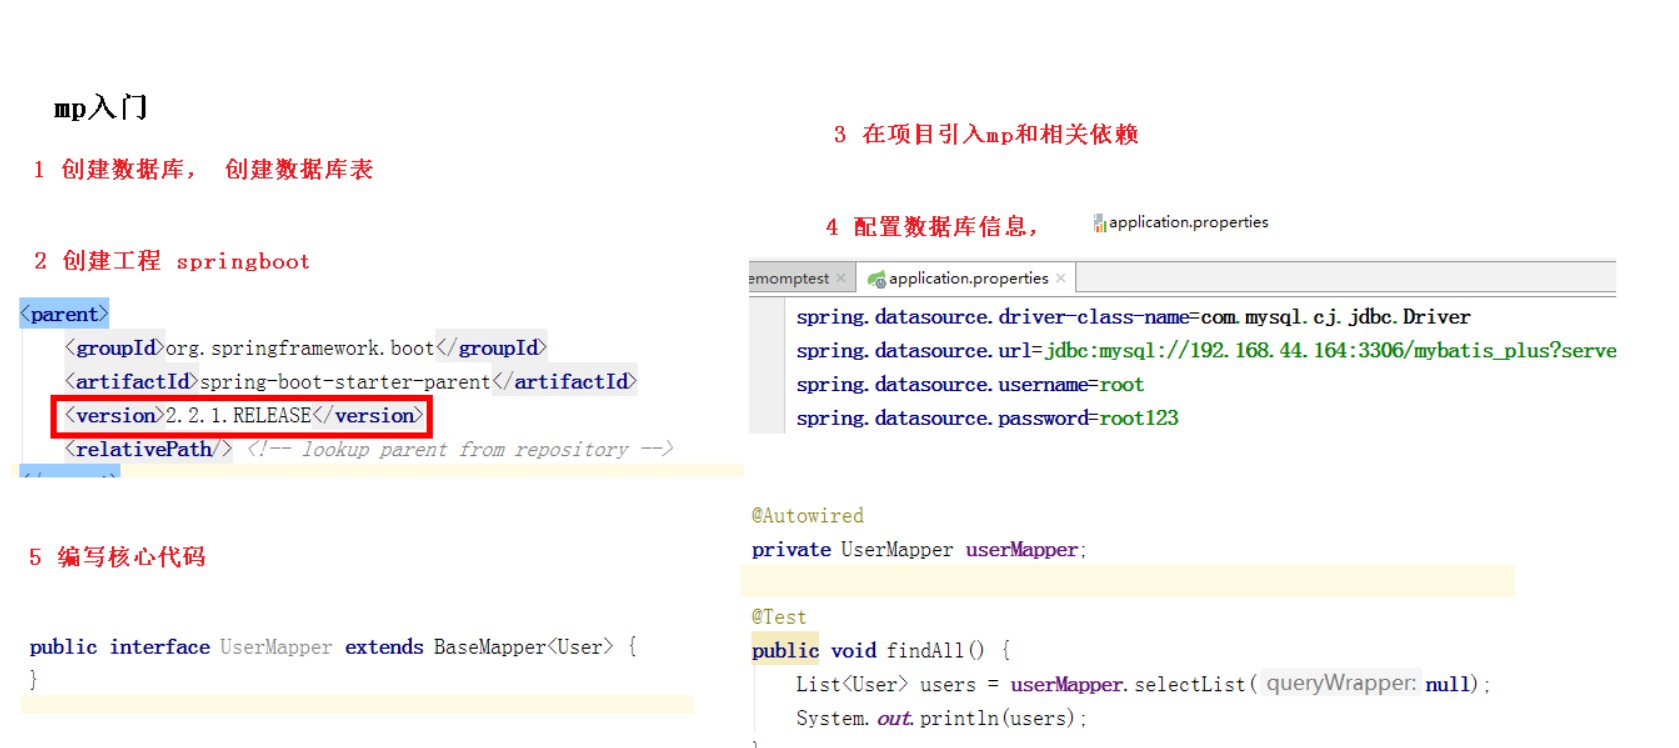 mp入门
1 创建数据库， 创建数据库表
2 创建工程 springboot
<parent>
<groupId>org.springframework.boot</groupId>
<artifactId>spring-boot-starter-parent</artifactId>
<version>2.2.1.RELEASE</version>
<relativePath/> <!-- lookup parent from repository -->
3 在项目引入mp和相关依赖
4 配置数据库信息， application.properties
emomptest × application.properties ×
spring.datasource.driver-class-name=com.mysql.cj.jdbc.Driver
spring.datasource.url=jdbc:mysql://192.168.44.164:3306/mybatis_plus?serve
spring.datasource.username=root
spring.datasource.password=root123
5 编写核心代码
public interface UserMapper extends BaseMapper<User> {
}
@Autowired
private UserMapper userMapper;
@Test
public void findAll() {
List<User> users = userMapper.selectList( queryWrapper: null);
System.out.println(users);